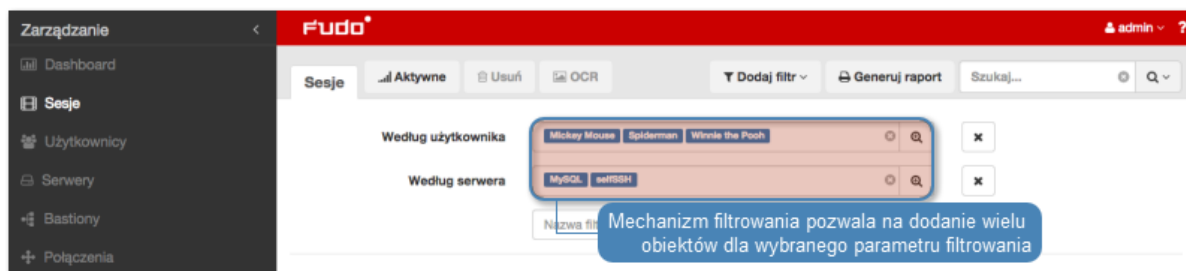 Zarządzanie
Fudo
admin
?
Dashboard
Sesje
Aktywne
Usuń
OCR
Dodaj filtr
Generuj raport
Szukaj...
Sesje
Użytkownicy
Według użytkownika
Mickey Mouse Spiderman Winnie the Pooh
Serwery
Według serwera
MySQL selfSSH
Bastiony
Nazwa
Mechanizm filtrowania pozwala na dodanie wielu
obiektów dla wybranego parametru filtrowania
Połączenia